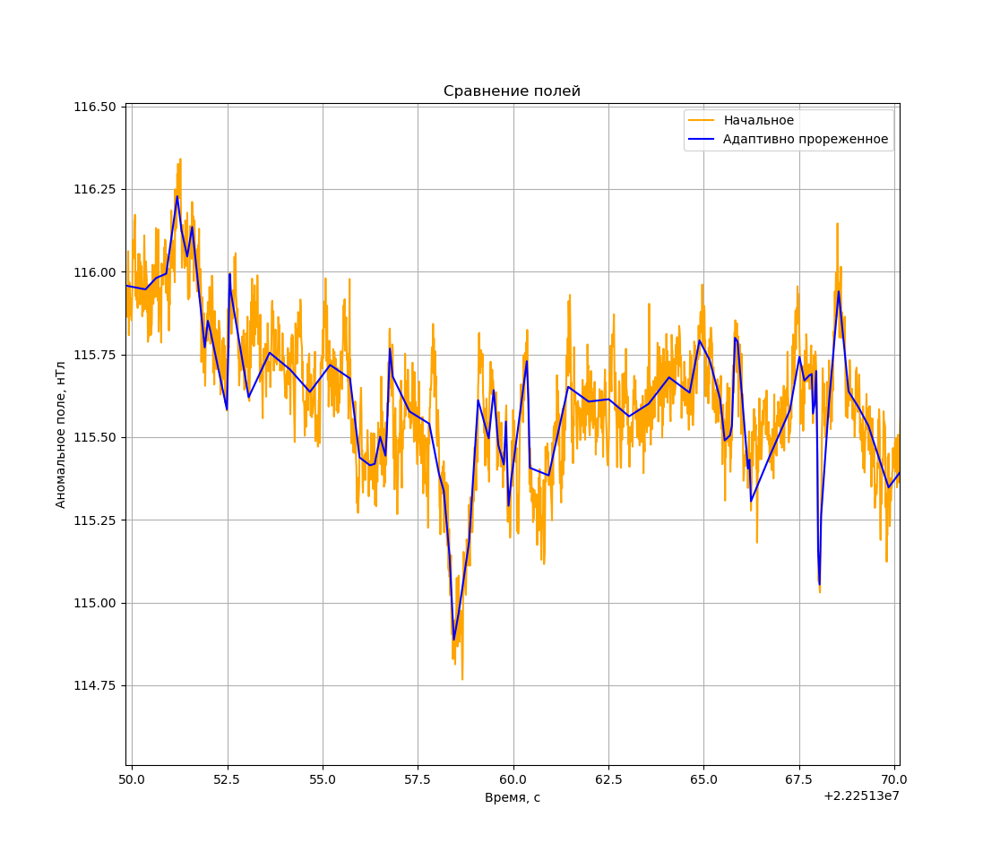 Сравнение полей
116.50
116.25
116.00
115.75
115.50
115.25
115.00
114.75
Аномальное поле, нТл
Начальное
Адаптивно прореженное
50.0 52.5 55.0 57.5 60.0 62.5 65.0 67.5 70.0
Время, с
+2.22513e7